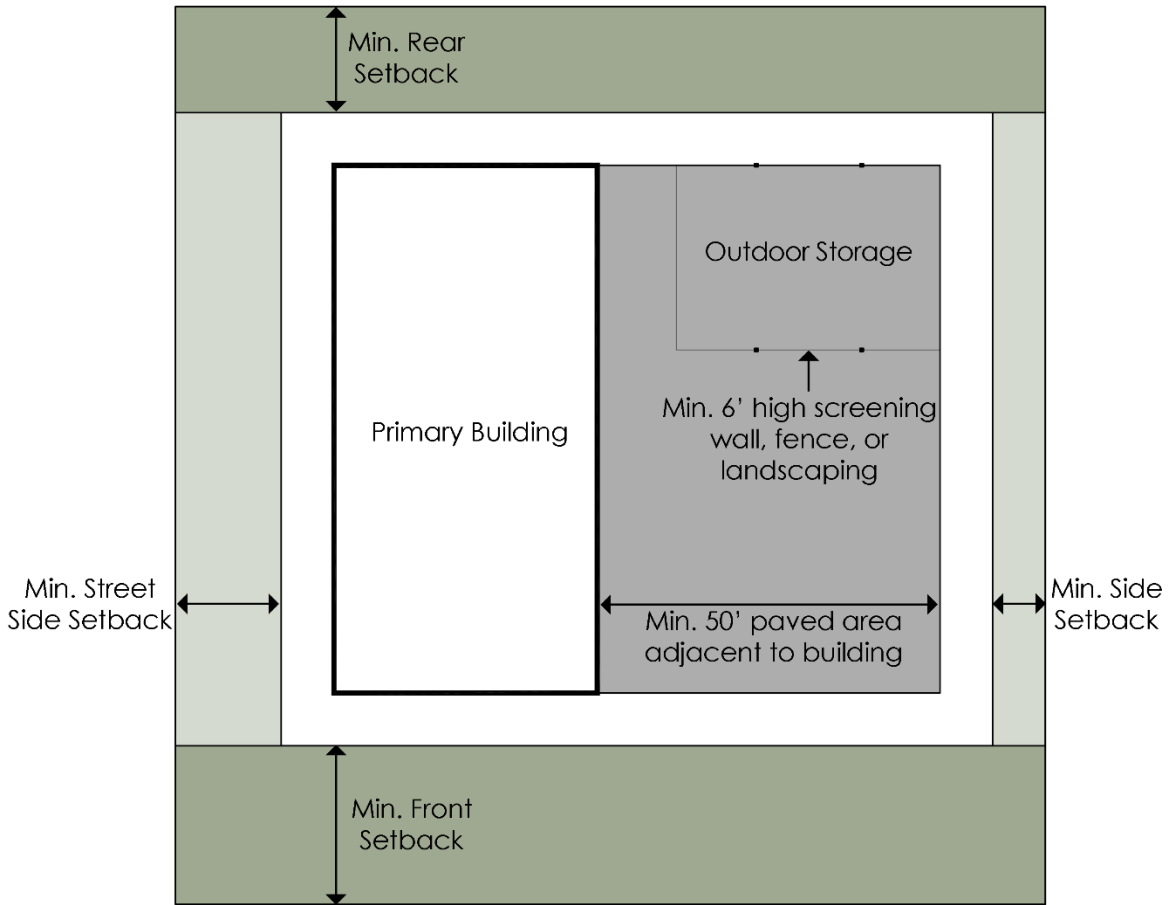 Min. Rear
Setback
Outdoor Storage
Min. 6’ high screening
wall, fence, or
landscaping
Primary Building
Min. Street
Side Setback
Min. 50’ paved area
adjacent to building
Min. Side
Setback
Min. Front
Setback